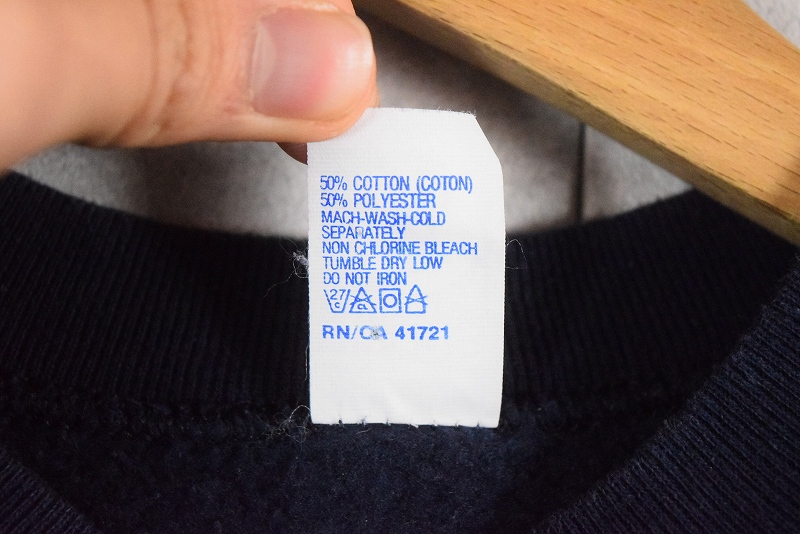 50% COTTON (COTON)
50% POLYESTER
MACH-WASH-COLD
SEPARATELY
NON CHLORINE BLEACH
TUMBLE DRY LOW
DO NOT IRON
27 C CL
RN/CA 41721